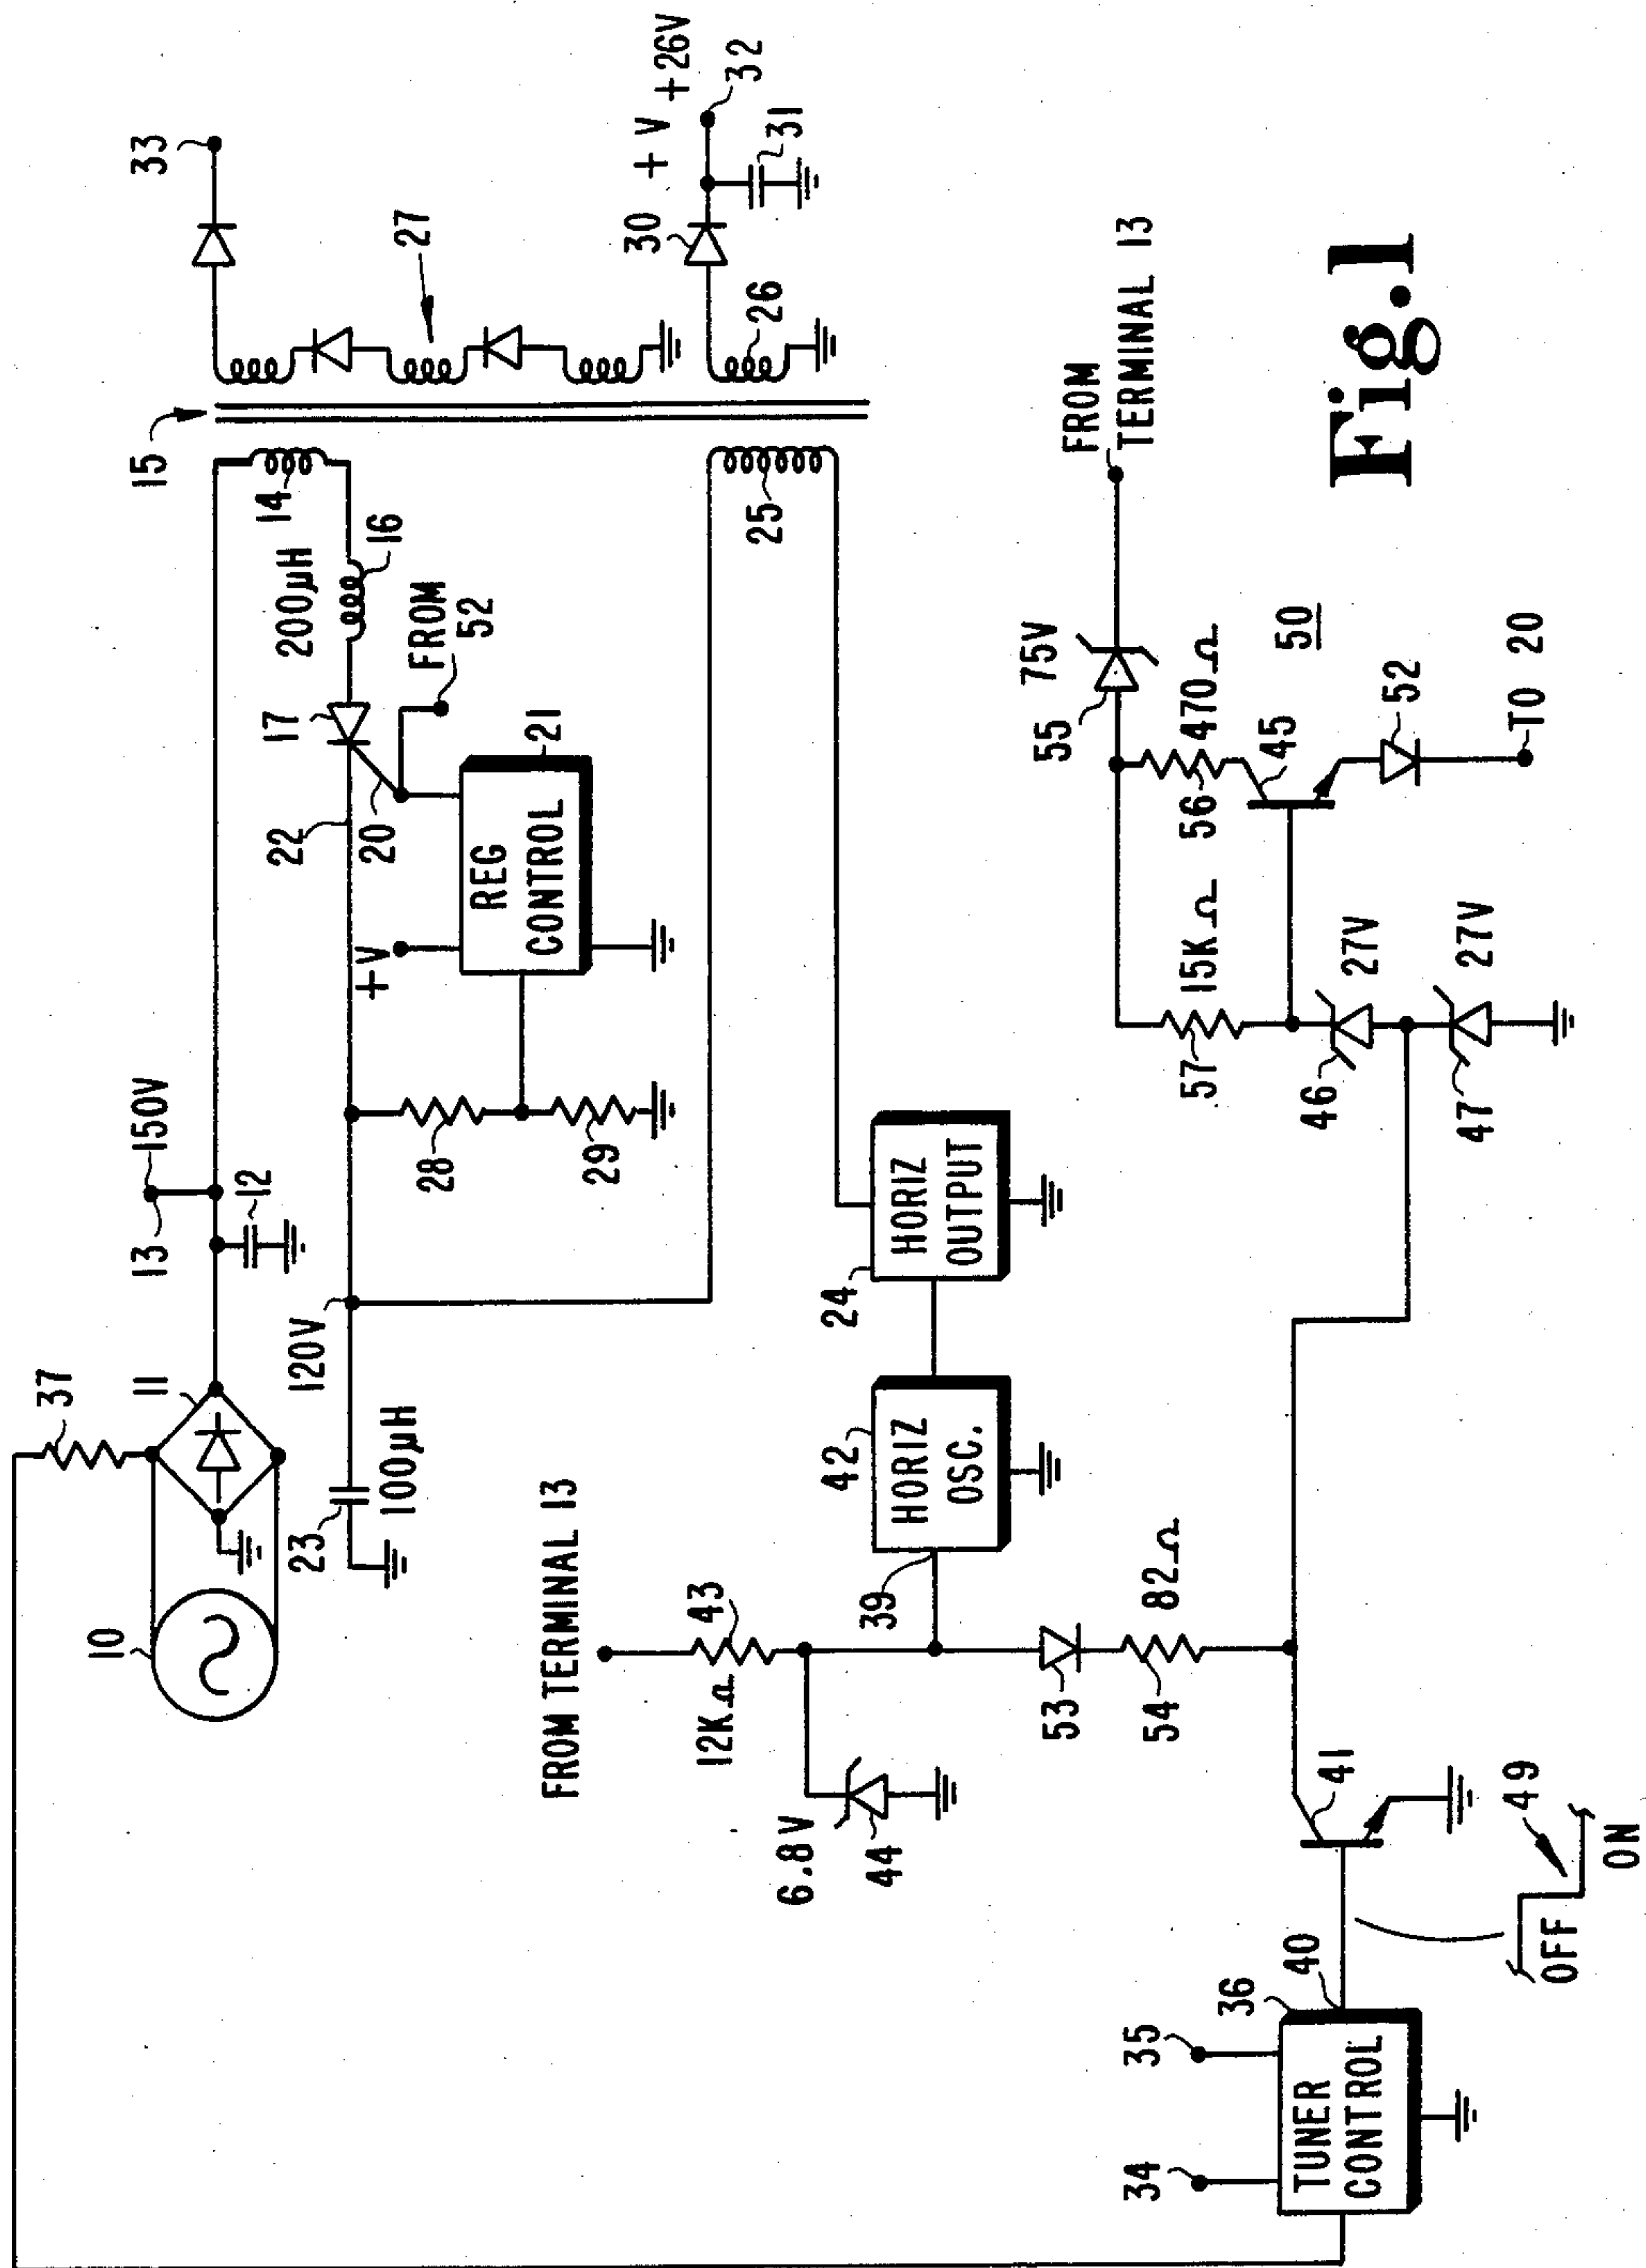 10
11
37
13
150V
12
15
14
200µH
16
17
22
20
FROM
52
REG
CONTROL
21
+V
28
29
120V
23
100µH
33
27
30
+V
+26V
32
31
26
25
FROM TERMINAL 13
12KΩ
43
6.8V
44
39
42
HORIZ
OSC.
24
HORIZ
OUTPUT
53
54
82Ω
41
34
35
36
TUNER
CONTROL
40
OFF
ON
49
FROM
TERMINAL 13
75V
55
470Ω
56
45
50
52
TO 20
15KΩ
57
46
27V
47
27V
Fig.1